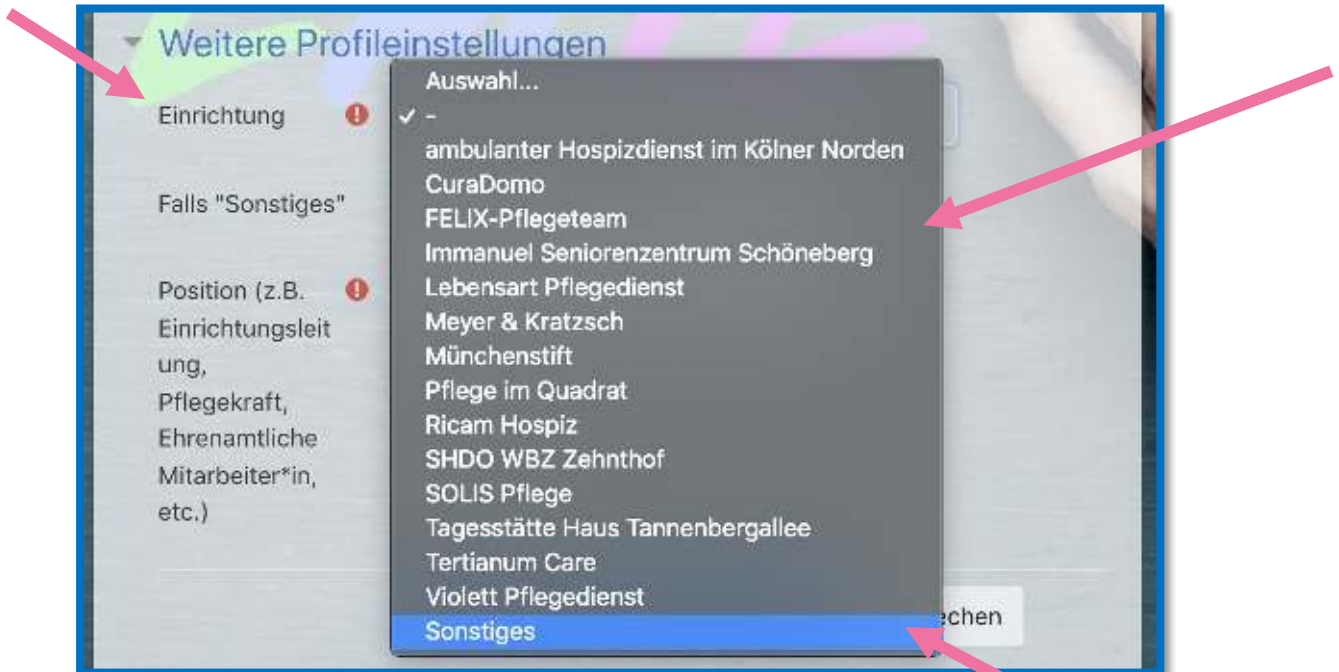 Weitere Profileinstellungen
Einrichtung
Falls "Sonstiges"
Position (z.B.
Einrichtungsleit
ung,
Pflegekraft,
Ehrenamtliche
Mitarbeiter*in,
etc.)
Auswahl...
✓ -
ambulanter Hospizdienst im Kölner Norden
CuraDomo
FELIX-Pflegeteam
Immanuel Seniorenzentrum Schöneberg
Lebensart Pflegedienst
Meyer & Kratzsch
Münchenstift
Pflege im Quadrat
Ricam Hospiz
SHDO WBZ Zehnthof
SOLIS Pflege
Tagesstätte Haus Tannenbergallee
Tertianum Care
Violett Pflegedienst
Sonstiges
echen